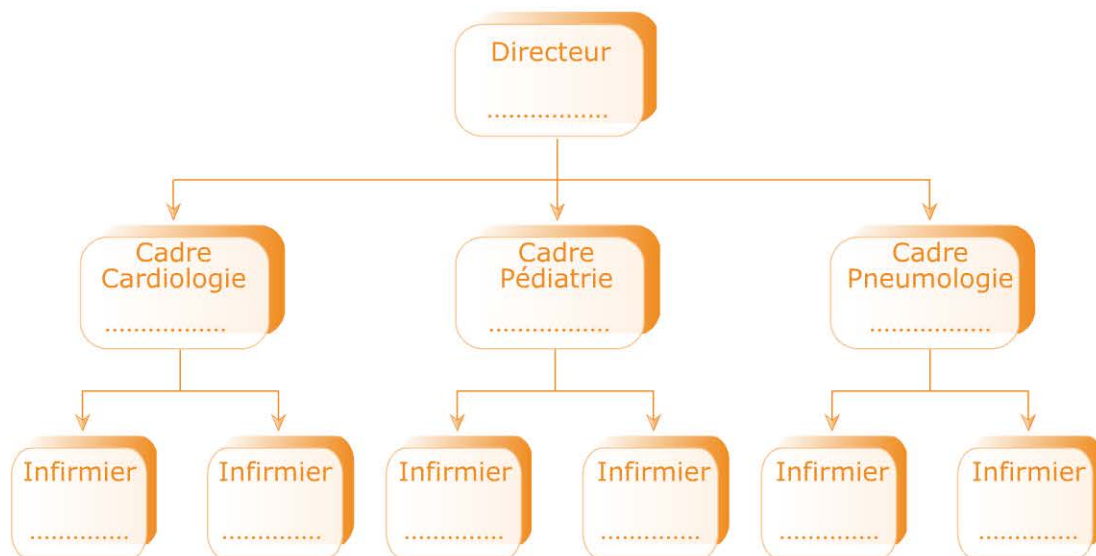 Directeur
.................
Cadre
Cardiologie
.................
Cadre
Pédiatrie
.................
Cadre
Pneumologie
.................
Infirmier
..............
Infirmier
..............
Infirmier
..............
Infirmier
..............
Infirmier
..............
Infirmier
..............